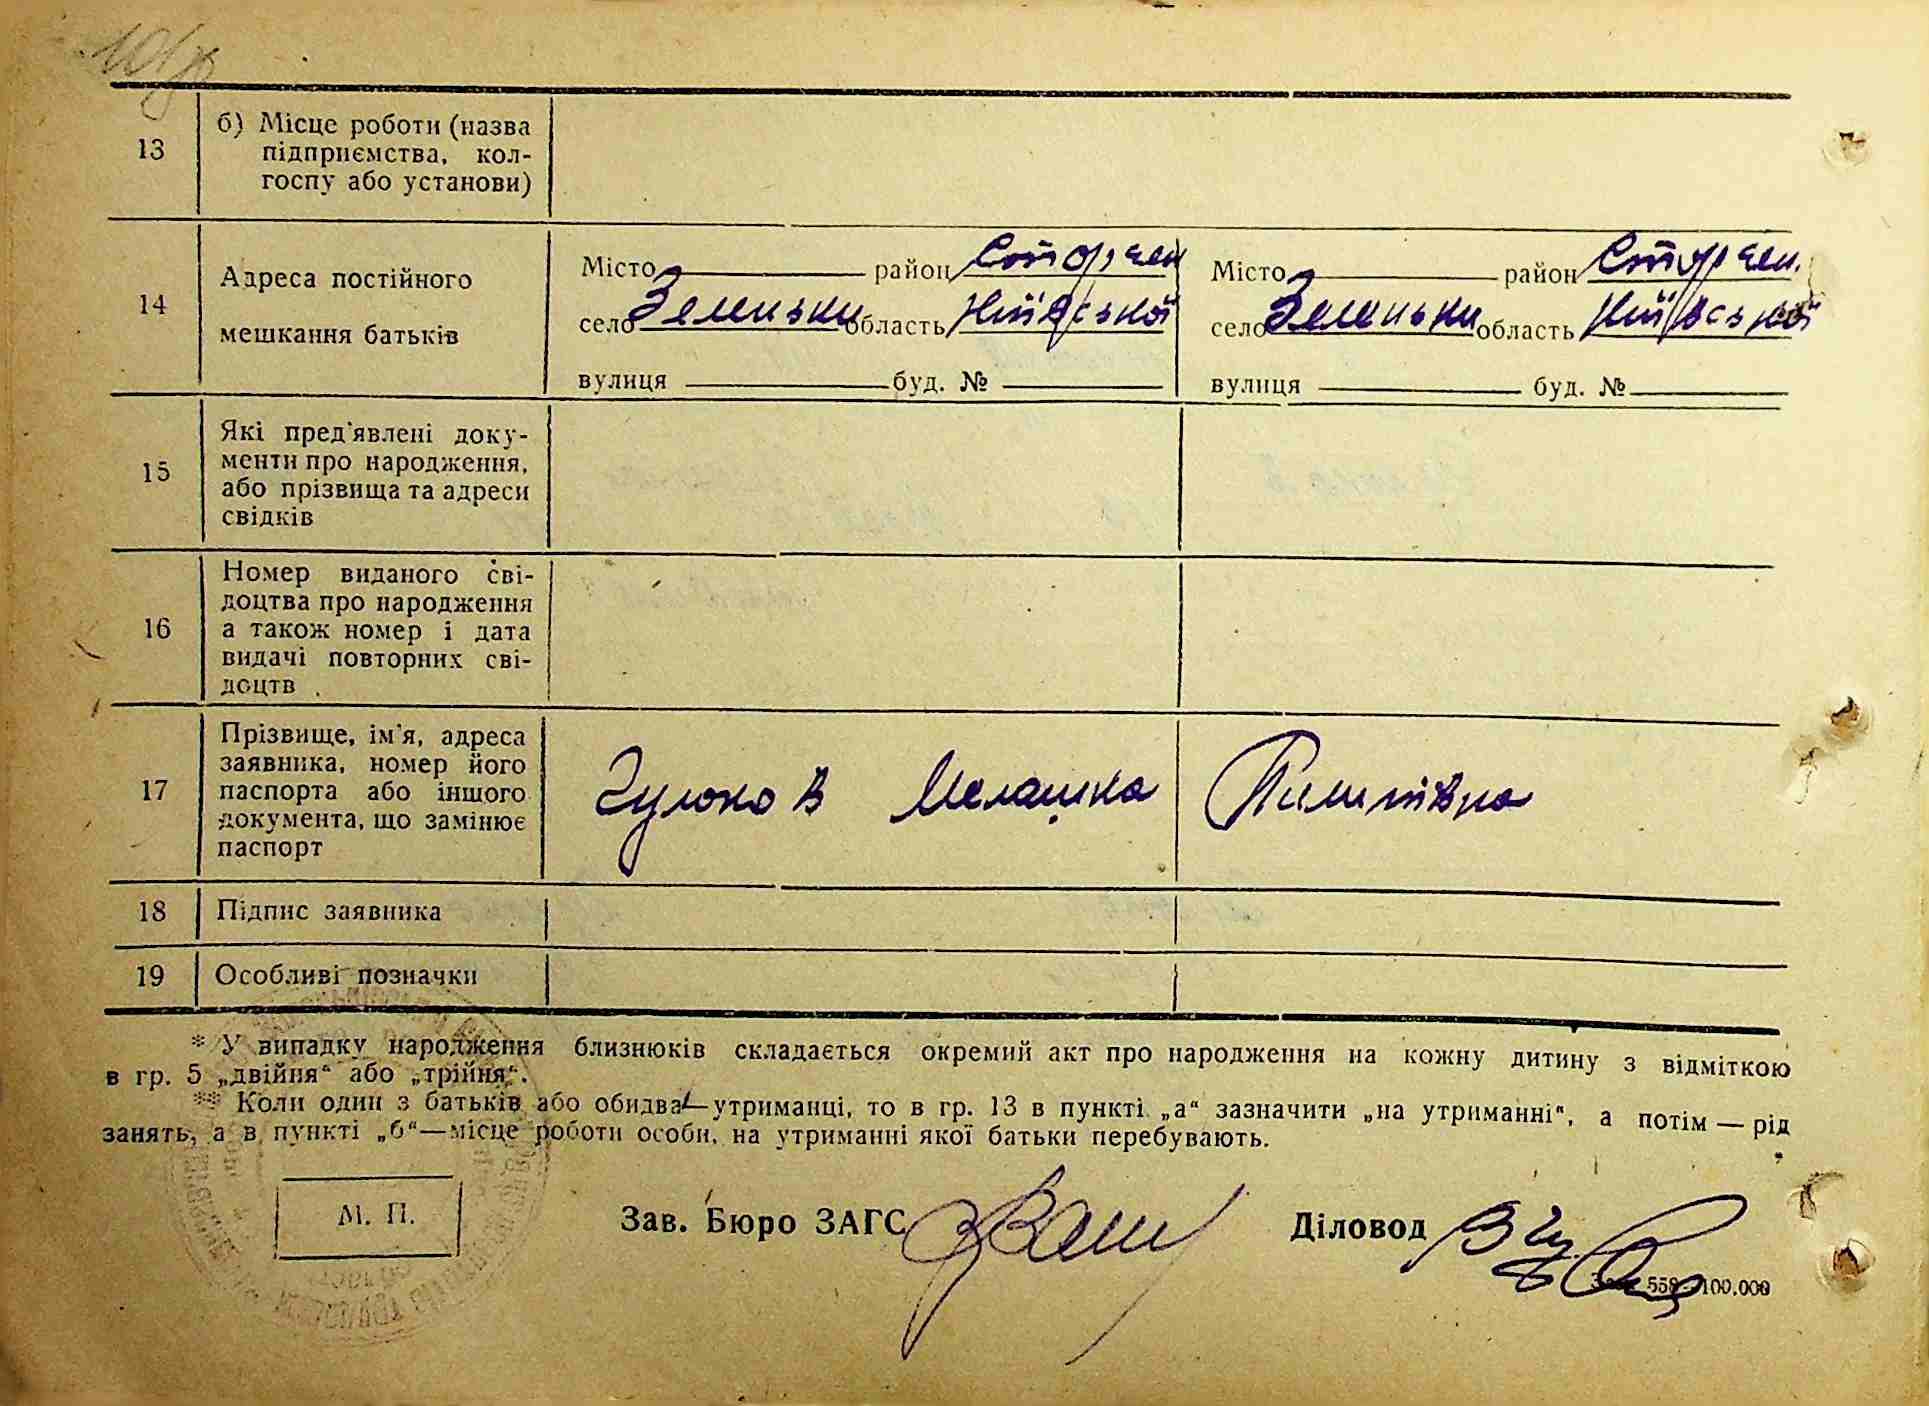 13
б) Місце роботи (назва
підприємства, кол-
госпу або установи)
14
Адреса постійного
мешкання батьків
Місто район
село Зеленьки область Київської
вулиця буд. №
Місто район
село Зеленьки область Київської
вулиця буд. №
15
Які пред'явлені доку-
менти про народження,
або прізвища та адреси
свідків
16
Номер виданого сві-
доцтва про народження
а також номер і дата
видачі повторних сві-
доцтв
17
Прізвище, ім'я, адреса
заявника, номер його
паспорта або іншого
документа, що замінює
паспорт
Мелашка
18
Підпис заявника
19
Особливі позначки
* У випадку народження близнюків складається окремий акт про народження на кожну дитину з відміткою
в гр. 5 „двійня“ або „трійня“.
** Коли один з батьків або обидва—утриманці, то в гр. 13 в пункті „а“ зазначити „на утриманні“, а потім — рід
занять, а в пункті „б“—місце роботи особи, на утриманні якої батьки перебувають.
М. П.
Зав. Бюро ЗАГС
Діловод
558 100.000